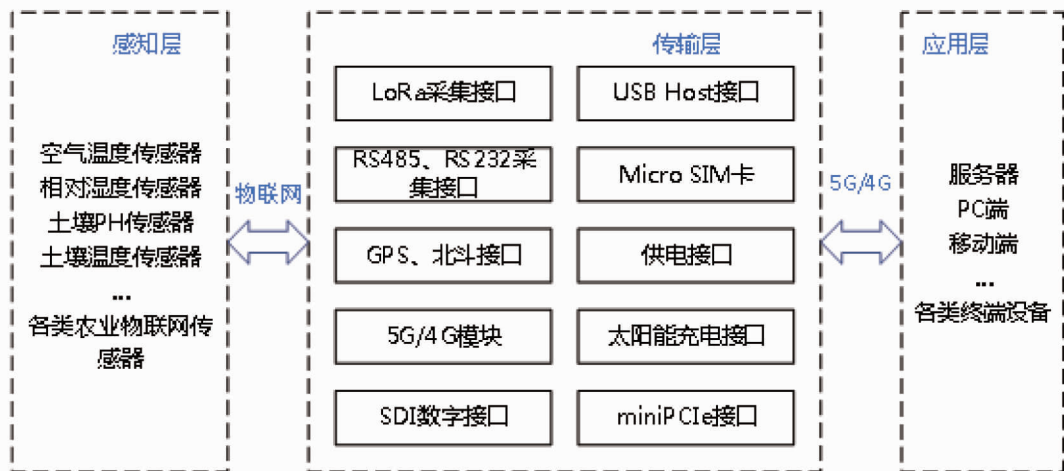 感知层
空气温度传感器
相对湿度传感器
土壤PH传感器
土壤温度传感器
...
各类农业物联网传
感器
物联网
传输层
LoRa采集接口
USB Host接口
RS485、RS232采
集接口
Micro SIM卡
GPS、北斗接口
供电接口
5G/4G模块
太阳能充电接口
SDI数字接口
miniPCIe接口
5G/4G
应用层
服务器
PC端
移动端
...
各类终端设备